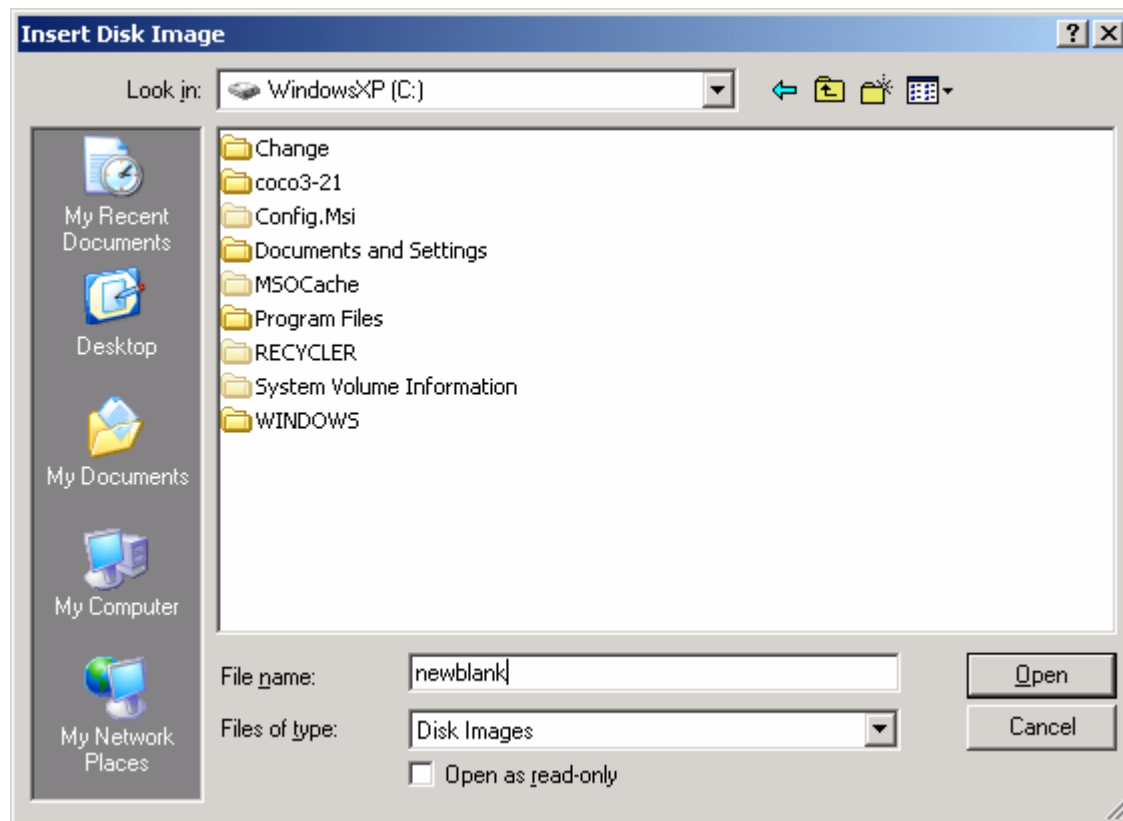 Insert Disk Image
Look in: WindowsXP (C:)
My Recent
Documents
Desktop
My Documents
My Computer
My Network
Places
Change
coco3-21
Config.Msi
Documents and Settings
MSOCache
Program Files
RECYCLER
System Volume Information
WINDOWS
File name: newblank Open
Files of type: Disk Images Cancel
Open as read-only